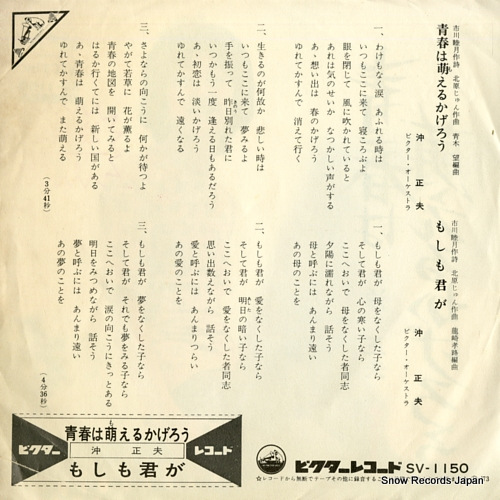 市川睦月作詩　北原じゅん作曲　青木　望編曲
青春は萌えるかげろう
沖　正夫
ビクター・オーケストラ
一、わけもなく涙　あふれる時は
いつもここに来て　寝ころぶよ
眼を閉じて　風に吹かれていると
あれは気のせいか　なつかしい声がする
あゝ想い出は　春のかげろう
ゆれてかすんで　消えて行く
二、生きるのが何故か　悲しい時は
いつもここに来て　夢みるよ
手を振って　昨日別れた君に
いつかもう一度　逢える日もあるだろう
あゝ初恋は　淡いかげろう
ゆれてかすんで　遠くなる
三、さよならの向こうに　何かが待つよ
やがて若草に　花が薫るよ
青春の地図を　開いてみると
はるか行くてには　新しい国がある
あゝ青春は　萌えるかげろう
ゆれてかすんで　また萌える
（3分41秒）
市川睦月作詩　北原じゅん作曲　龍崎孝路編曲
もしも君が
沖　正夫
ビクター・オーケストラ
一、もしも君が　母をなくした子なら
そして君が　心の寒い子なら
ここへおいで　母をなくした者同志
夕陽に濡れながら　話そう
母と呼ぶには　あんまり遠い
あの母のことを
二、もしも君が　愛をなくした子なら
そして君が　明日の暗い子なら
ここへおいで　愛をなくした者同志
思い出数えながら　話そう
愛と呼ぶには　あんまりつらい
あの愛のことを
三、もしも君が　夢をなくした子なら
そして君が　それでも夢をみる子なら
ここへおいで　涙の向こうにきっとある
明日をみつめながら　話そう
夢と呼ぶには　あんまり遠い
あの夢のことを
（4分36秒）
ビクター
青春は萌えるかげろう
沖　正夫
もしも君が
レコード
ビクターレコード SV-1150
☆レコードから無断でテープその他に録音する
Snow Records Japan